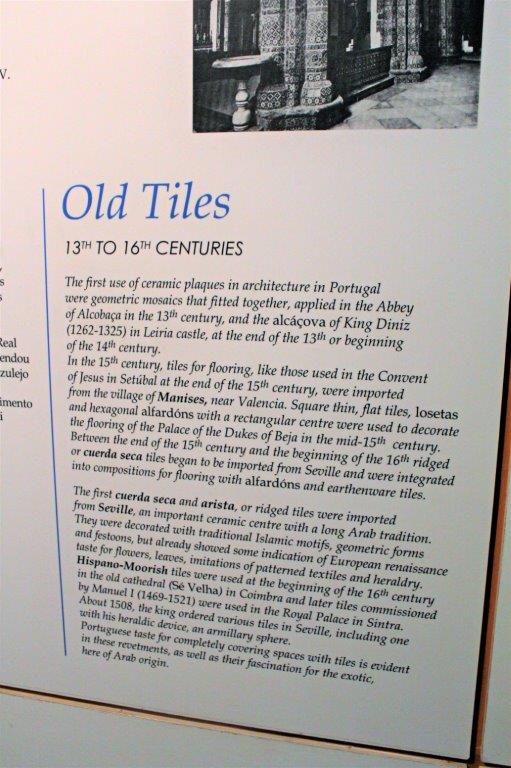 V.
Old Tiles
13TH TO 16TH CENTURIES
The first use of ceramic plaques in architecture in Portugal
were geometric mosaics that fitted together, applied in the Abbey
of Alcobaça in the 13th century, and the alcáçova of King Diniz
(1262-1325) in Leiria castle, at the end of the 13th or beginning
of the 14th century.
In the 15th century, tiles for flooring, like those used in the Convent
of Jesus in Setúbal at the end of the 15th century, were imported
from the village of Manises, near Valencia. Square thin, flat tiles, losetas
and hexagonal alfardóns with a rectangular centre were used to decorate
the flooring of the Palace of the Dukes of Beja in the mid-15th century.
Between the end of the 15th century and the beginning of the 16th ridged
or cuerda seca tiles began to be imported from Seville and were integrated
into compositions for flooring with alfardóns and earthenware tiles.
The first cuerda seca and arista, or ridged tiles were imported
from Seville, an important ceramic centre with a long Arab tradition.
They were decorated with traditional Islamic motifs, geometric forms
and festoons, but already showed some indication of European renaissance
taste for flowers, leaves, imitations of patterned textiles and heraldry.
Hispano-Moorish tiles were used at the beginning of the 16th century
in the old cathedral (Sé Velha) in Coimbra and later tiles commissioned
by Manuel I (1469-1521) were used in the Royal Palace in Sintra.
About 1508, the king ordered various tiles in Seville, including one
with his heraldic device, an armillary sphere.
Portuguese taste for completely covering spaces with tiles is evident
in these revetments, as well as their fascination for the exotic,
here of Arab origin.
Real
endou
zulejo
imento
i